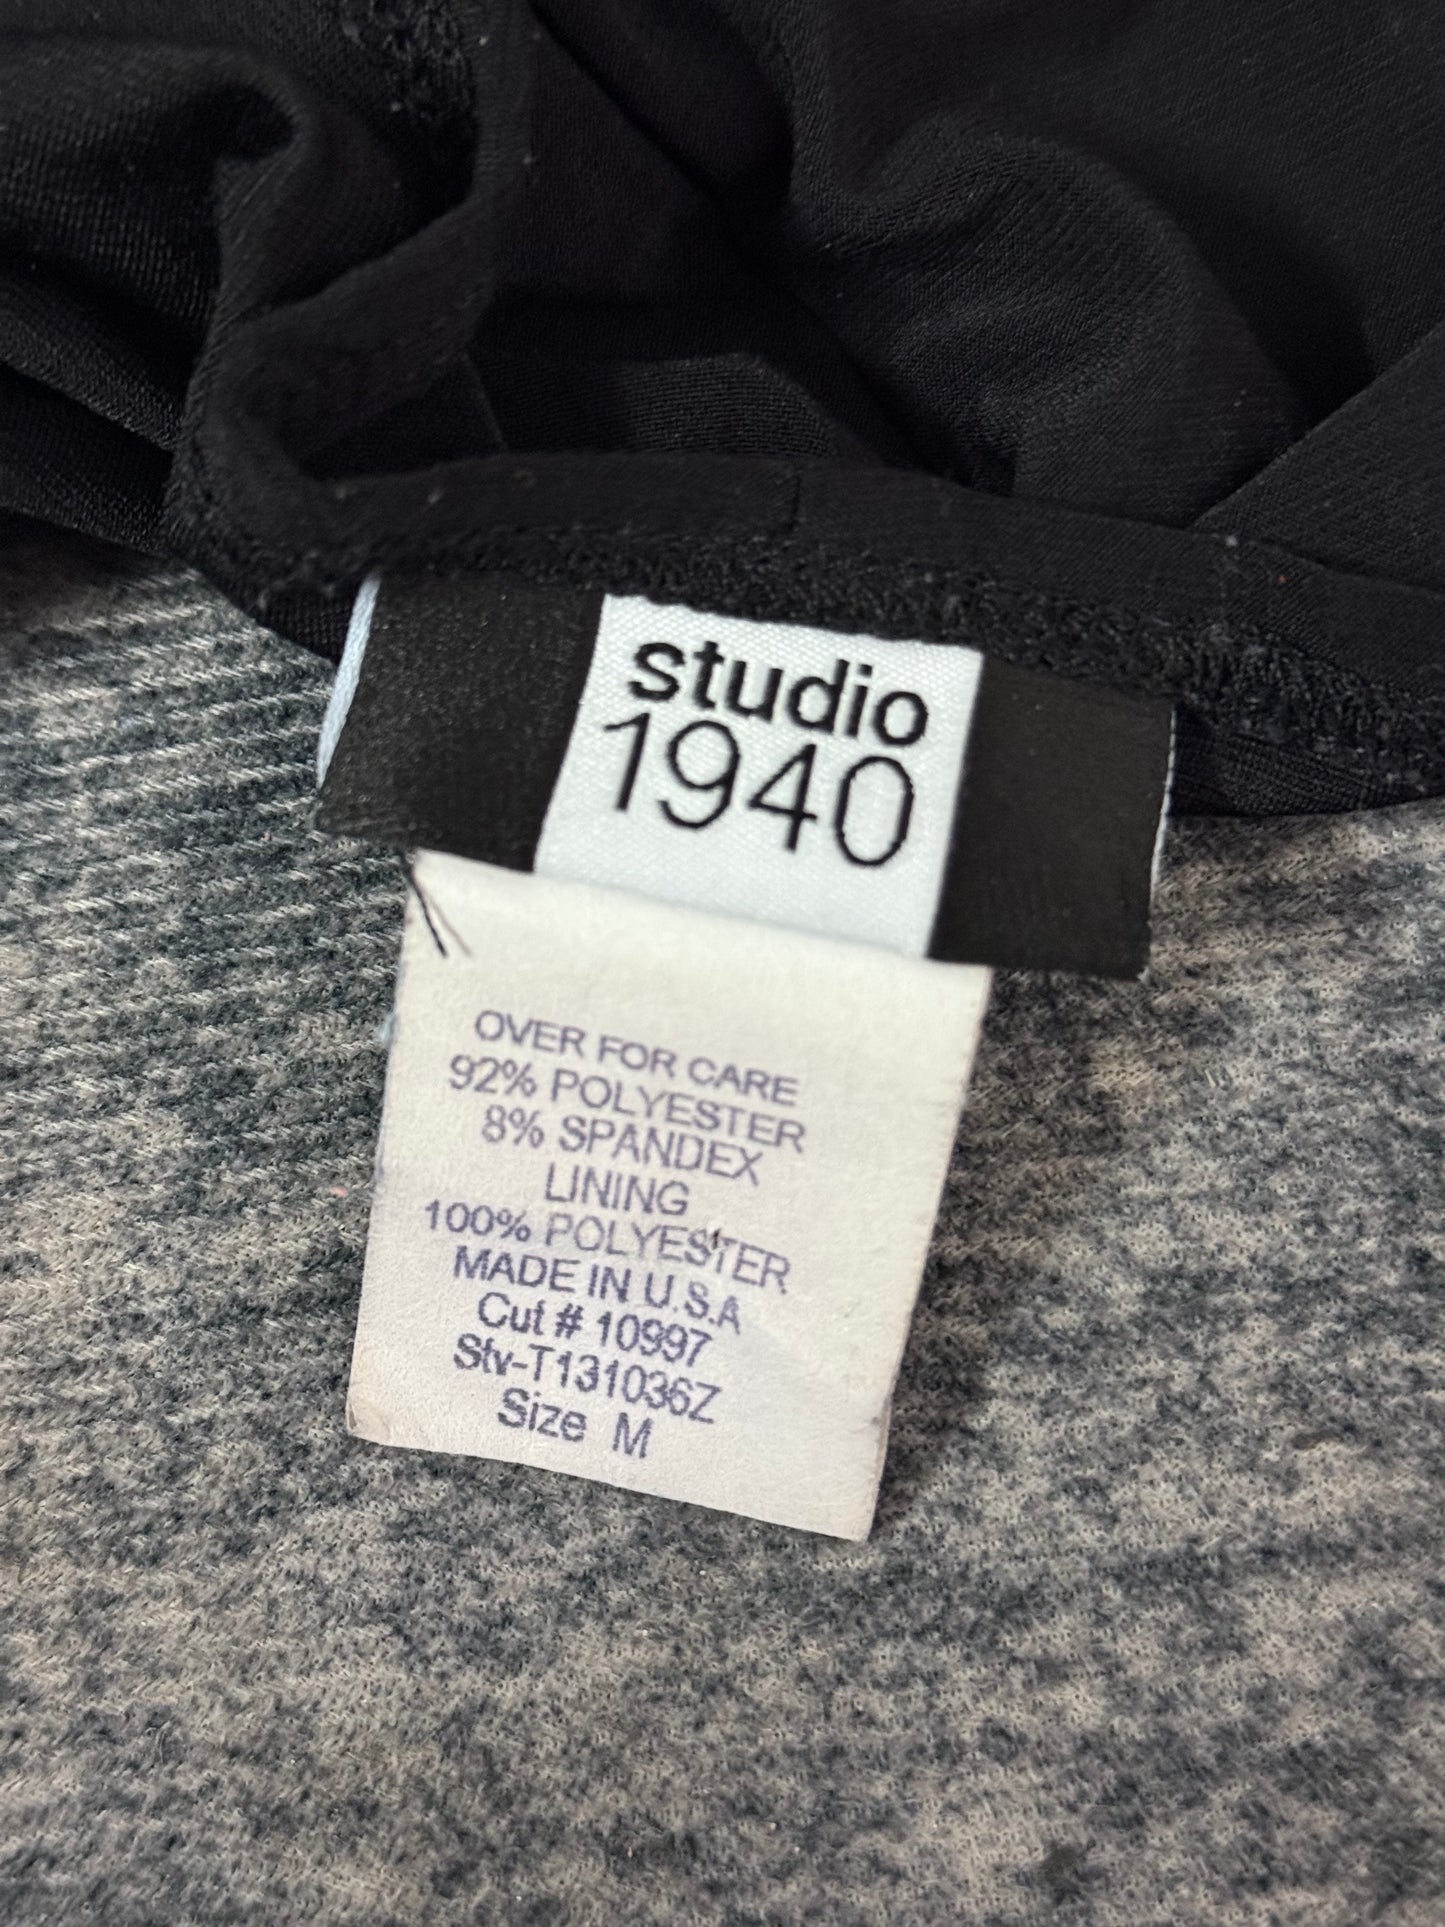 studio
1940
OVER FOR CARE
92% POLYESTER
8% SPANDEX
LINING
100% POLYESTER
MADE IN U.S.A
Cut # 10997
Sty-T131036Z
Size M